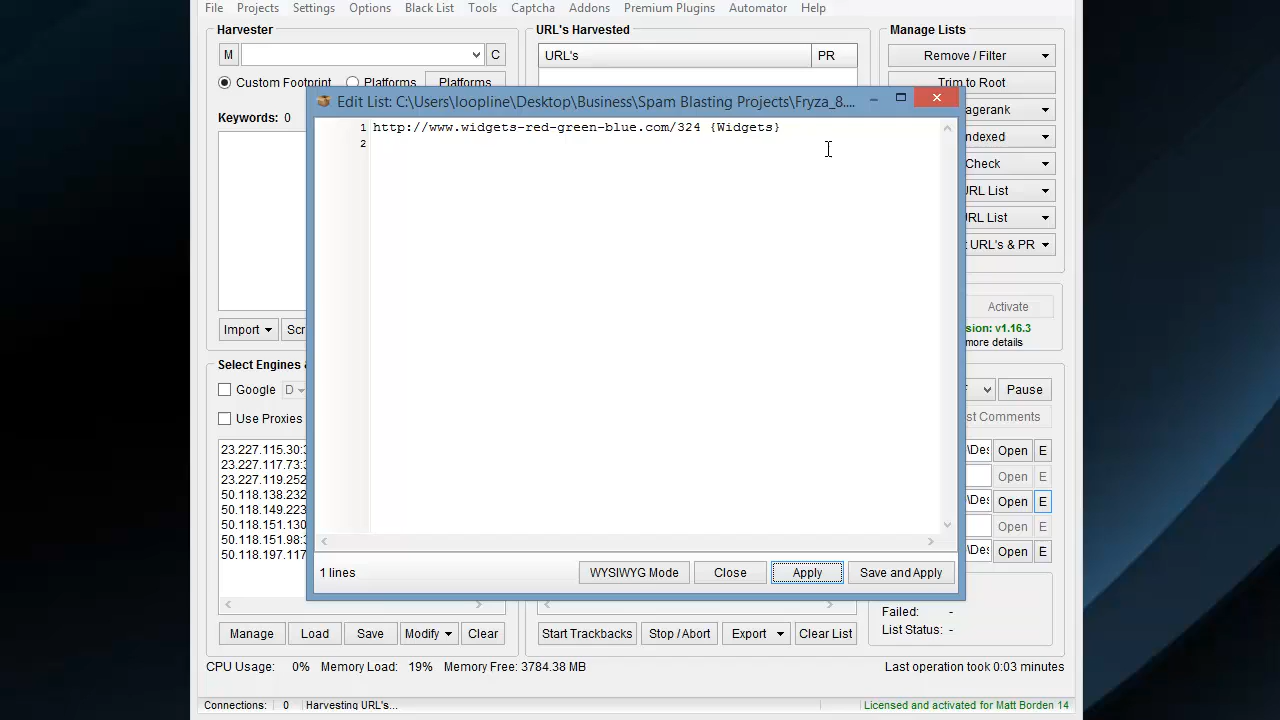 File Projects Settings Options Black List Tools Captcha Addons Premium Plugins Automator Help
Harvester
URL's Harvested
Manage Lists
M
C
URL's
PR
Remove / Filter
Custom Footprint
Platforms
Platforms
Trim to Root
Edit List: C:\Users\loopline\Desktop\Business\Spam Blasting Projects\Fryza_8....
Keywords: 0
agerank
ndexed
Check
URL List
URL List
URL's & PR
1 http://www.widgets-red-green-blue.com/324 {Widgets}
2
Activate
sion: v1.16.3
more details
Import
Scr
Select Engines
Google
D
Pause
Use Proxies
st Comments
23.227.115.30:
23.227.117.73:
23.227.119.252
50.118.138.232
50.118.149.223
50.118.151.130
50.118.151.98:
50.118.197.117
\Des Open E
Open E
\Des Open E
Open E
\Des Open E
1 lines
WYSIWYG Mode
Close
Apply
Save and Apply
Failed: -
List Status: -
Manage
Load
Save
Modify
Clear
Start Trackbacks
Stop / Abort
Export
Clear List
CPU Usage: 0% Memory Load: 19% Memory Free: 3784.38 MB
Last operation took 0:03 minutes
Connections: 0 Harvesting URL's...
Licensed and activated for Matt Borden 14